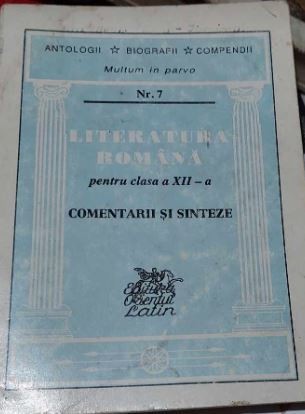 ANTOLOGII ☆ BIOGRAFII ☆ COMPENDII
Multum in parvo
Nr. 7
LITERATURA
ROMÂNĂ
pentru clasa a XII – a
COMENTARII ȘI SINTEZE
Editura
Orientul
Latin